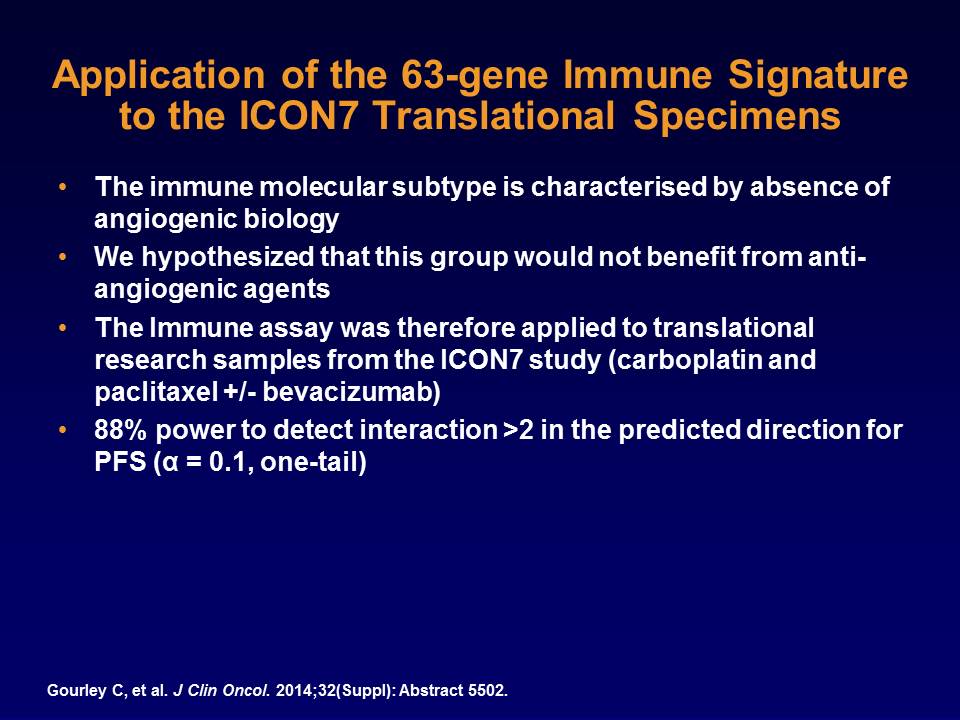 Application of the 63-gene Immune Signature
to the ICON7 Translational Specimens
• The immune molecular subtype is characterised by absence of
angiogenic biology
• We hypothesized that this group would not benefit from anti-
angiogenic agents
• The Immune assay was therefore applied to translational
research samples from the ICON7 study (carboplatin and
paclitaxel +/- bevacizumab)
• 88% power to detect interaction >2 in the predicted direction for
PFS (α = 0.1, one-tail)
Gourley C, et al. J Clin Oncol. 2014;32(Suppl): Abstract 5502.